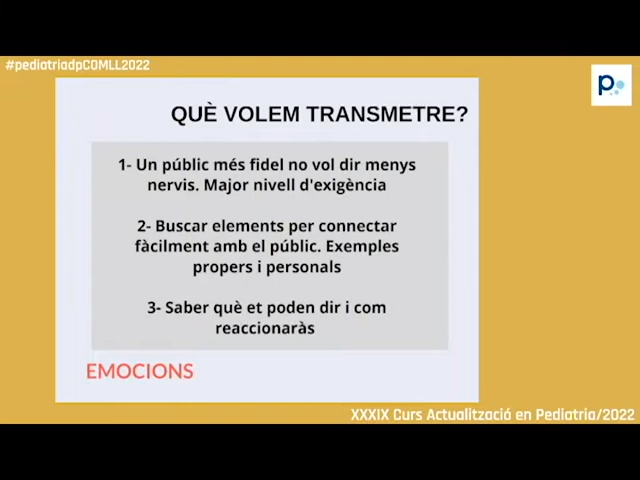 #pediatriadpCOMLL2022
p
QUÈ VOLEM TRANSMETRE?
1- Un públic més fidel no vol dir menys
nervis. Major nivell d'exigència
2- Buscar elements per connectar
fàcilment amb el públic. Exemples
propers i personals
3- Saber què et poden dir i com
reaccionaràs
EMOCIONS
XXXIX Curs Actualització en Pediatria/2022